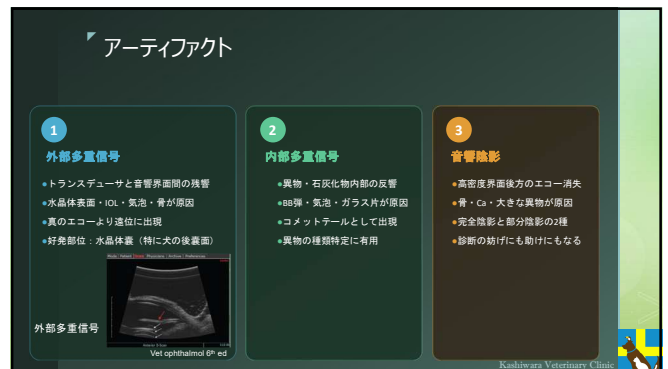 アーティファクト
1
外部多重信号
●トランスデューサと音響界面間の残響
●水晶体表面・IOL・気泡・骨が原因
●真のエコーより遠位に出現
●好発部位：水晶体嚢（特に犬の後嚢面）
外部多重信号
Vet ophthalmol 6th ed
2
内部多重信号
●異物・石灰化物内部の反響
●BB弾・気泡・ガラス片が原因
●コメットテールとして出現
●異物の種類特定に有用
3
音響陰影
●高密度界面後方のエコー消失
●骨・Ca・大きな異物が原因
●完全陰影と部分陰影の2種
●診断の妨げにも助けにもなる
Kashiwara Veterinary Clinic